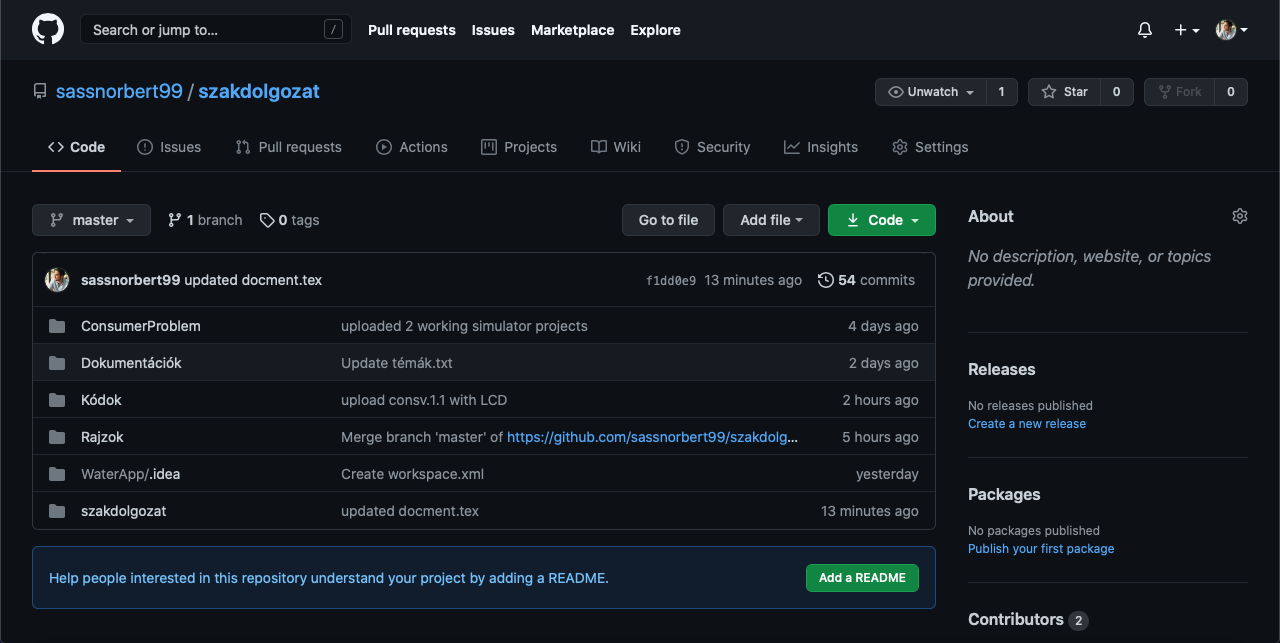 Search or jump to... / Pull requests Issues Marketplace Explore
sassnorbert99 / szakdolgozat Unwatch 1 Star 0 Fork 0
Code Issues Pull requests Actions Projects Wiki Security Insights Settings
master 1 branch 0 tags Go to file Add file Code
sassnorbert99 updated docment.tex f1dd0e9 13 minutes ago 54 commits
ConsumerProblem uploaded 2 working simulator projects 4 days ago
Dokumentációk Update témák.txt 2 days ago
Kódok upload consv.1.1 with LCD 2 hours ago
Rajzok Merge branch 'master' of https://github.com/sassnorbert99/szakdolg... 5 hours ago
WaterApp/.idea Create workspace.xml yesterday
szakdolgozat updated docment.tex 13 minutes ago
Help people interested in this repository understand your project by adding a README. Add a README
About
No description, website, or topics
provided.
Releases
No releases published
Create a new release
Packages
No packages published
Publish your first package
Contributors 2